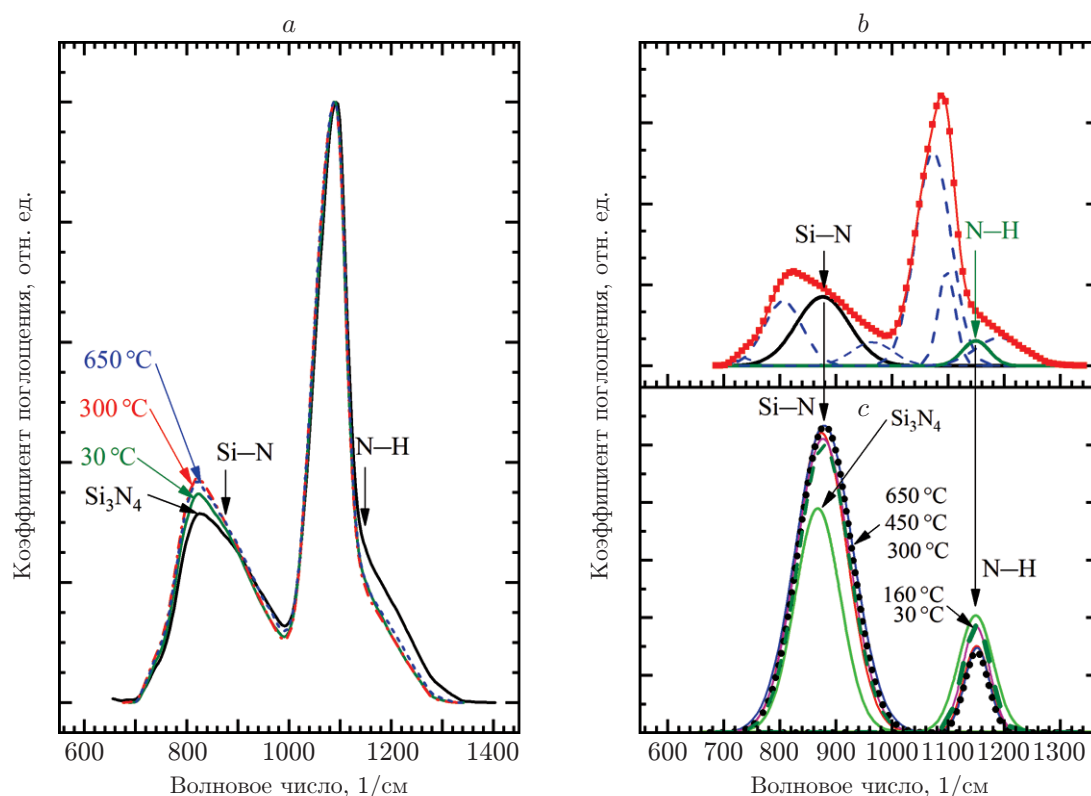 a
Коэффициент поглощения, отн. ед.
650 °C
300 °C
30 °C
Si₃N₄
Si–N
N–H
600 800 1000 1200 1400
Волновое число, 1/см
b
Коэффициент поглощения, отн. ед.
Si–N
N–H
c
Si–N
Si₃N₄
650 °C
450 °C
300 °C
N–H
160 °C
30 °C
600 700 800 900 1000 1100 1200 1300
Волновое число, 1/см